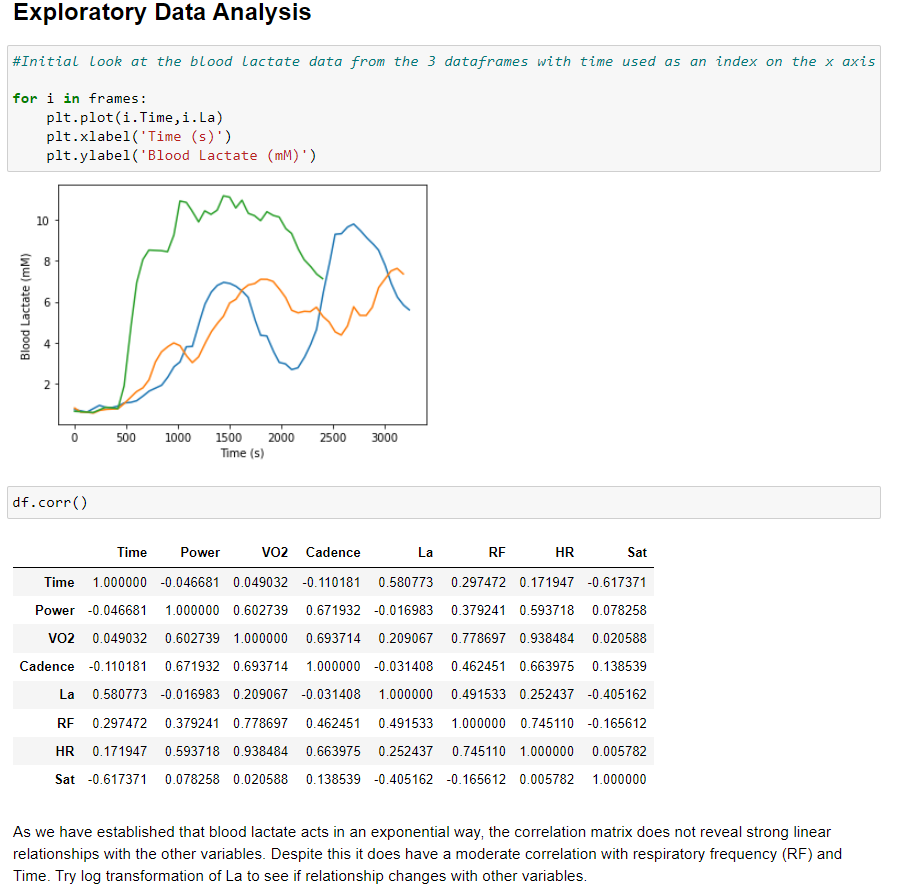 Exploratory Data Analysis
#Initial look at the blood lactate data from the 3 dataframes with time used as an index on the x axis
for i in frames:
    plt.plot(i.Time,i.La)
    plt.xlabel('Time (s)')
    plt.ylabel('Blood Lactate (mM)')
10
8
6
4
2
Blood Lactate (mM)
0 500 1000 1500 2000 2500 3000
Time (s)
df.corr()
Time Power VO2 Cadence La RF HR Sat
Time 1.000000 -0.046681 0.049032 -0.110181 0.580773 0.297472 0.171947 -0.617371
Power -0.046681 1.000000 0.602739 0.671932 -0.016983 0.379241 0.593718 0.078258
VO2 0.049032 0.602739 1.000000 0.693714 0.209067 0.778697 0.938484 0.020588
Cadence -0.110181 0.671932 0.693714 1.000000 -0.031408 0.462451 0.663975 0.138539
La 0.580773 -0.016983 0.209067 -0.031408 1.000000 0.491533 0.252437 -0.405162
RF 0.297472 0.379241 0.778697 0.462451 0.491533 1.000000 0.745110 -0.165612
HR 0.171947 0.593718 0.938484 0.663975 0.252437 0.745110 1.000000 0.005782
Sat -0.617371 0.078258 0.020588 0.138539 -0.405162 -0.165612 0.005782 1.000000
As we have established that blood lactate acts in an exponential way, the correlation matrix does not reveal strong linear
relationships with the other variables. Despite this it does have a moderate correlation with respiratory frequency (RF) and
Time. Try log transformation of La to see if relationship changes with other variables.